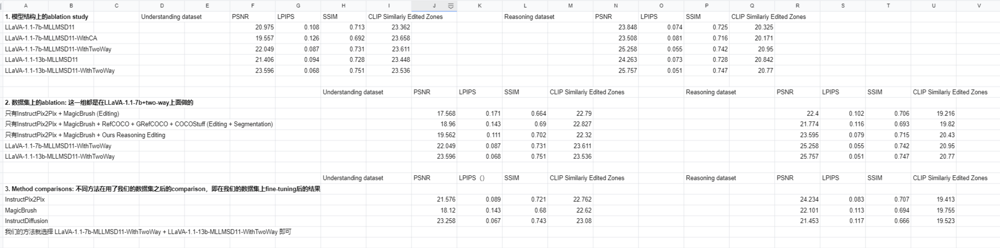 A B C D E F G H I J K L M N O P Q R S T U V
1. 模型结构上的ablation study Understanding dataset PSNR LPIPS SSIM CLIP Similariy Edited Zones Reasoning dataset PSNR LPIPS SSIM CLIP Similariy Edited Zones
LLaVA-1.1-7b-MLLMSD11 20.975 0.108 0.713 23.362 23.848 0.074 0.725 20.325
LLaVA-1.1-7b-MLLMSD11-WithCA 19.557 0.126 0.692 23.658 23.508 0.081 0.716 20.171
LLaVA-1.1-7b-MLLMSD11-WithTwoWay 22.049 0.087 0.731 23.611 25.258 0.055 0.742 20.95
LLaVA-1.1-13b-MLLMSD11 21.406 0.094 0.728 23.448 24.263 0.073 0.728 20.842
LLaVA-1.1-13b-MLLMSD11-WithTwoWay 23.596 0.068 0.751 23.536 25.757 0.051 0.747 20.77
Understanding dataset PSNR LPIPS SSIM CLIP Similariy Edited Zones Reasoning dataset PSNR LPIPS SSIM CLIP Similariy Edited Zones
2. 数据集上的ablation: 这一组都是在LLaVA-1.1-7b+two-way上面做的
只有InstructPix2Pix + MagicBrush (Editing) 17.568 0.171 0.664 22.79 22.4 0.102 0.706 19.216
只有InstructPix2Pix + MagicBrush + RefCOCO + GRefCOCO + COCOStuff (Editing + Segmentation) 18.96 0.143 0.69 22.827 21.774 0.116 0.693 19.82
只有InstructPix2Pix + MagicBrush + Ours Reasoning Editing 19.562 0.111 0.702 22.32 23.595 0.079 0.715 20.43
LLaVA-1.1-7b-MLLMSD11-WithTwoWay 22.049 0.087 0.731 23.611 25.258 0.055 0.742 20.95
LLaVA-1.1-13b-MLLMSD11-WithTwoWay 23.596 0.068 0.751 23.536 25.757 0.051 0.747 20.77
Understanding dataset PSNR LPIPS（） SSIM CLIP Similariy Edited Zones Reasoning dataset PSNR LPIPS SSIM CLIP Similariy Edited Zones
3. Method comparisons: 不同方法在用了我们的数据集之后的comparison，即在我们的数据集上fine-tuning后的结果
InstructPix2Pix 21.576 0.089 0.721 22.762 24.234 0.083 0.707 19.413
MagicBrush 18.12 0.143 0.68 22.62 22.101 0.113 0.694 19.755
InstructDiffusion 23.258 0.067 0.743 23.08 21.453 0.117 0.666 19.523
我们的方法就选择 LLaVA-1.1-7b-MLLMSD11-WithTwoWay + LLaVA-1.1-13b-MLLMSD11-WithTwoWay 即可